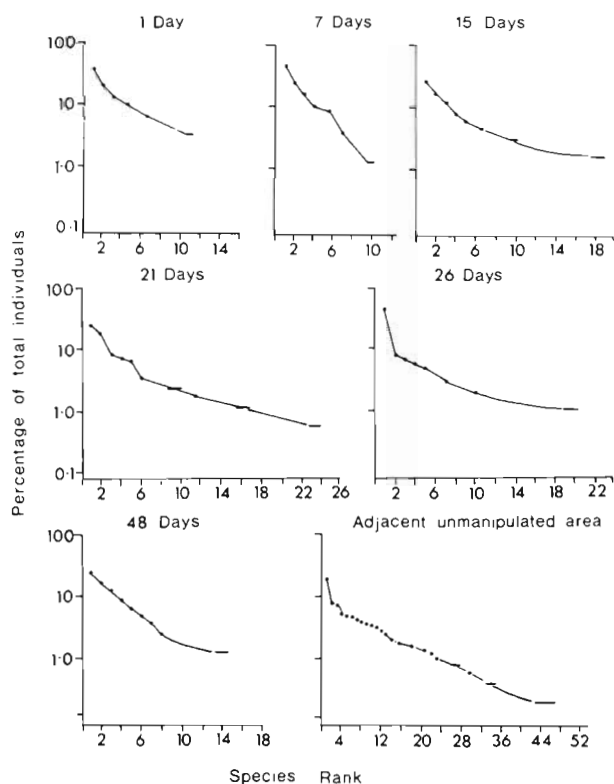 1 Day 7 Days 15 Days
100
10
1·0
0·1
2 6 10 14
2 6 10
2 6 10 14 18
21 Days 26 Days
100
10
1·0
0·1
2 6 10 14 18 22 26
2 6 10 14 18 22
Percentage of total individuals
48 Days Adjacent unmanipulated area
100
10
1·0
2 6 10 14 18
4 12 20 28 36 44 52
Species Rank